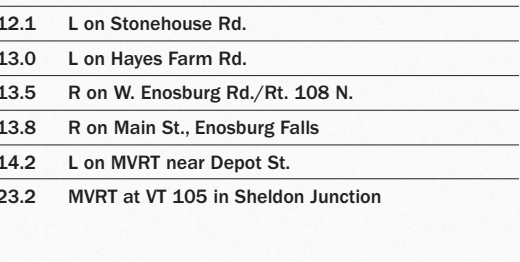 12.1 L on Stonehouse Rd.
13.0 L on Hayes Farm Rd.
13.5 R on W. Enosburg Rd./Rt. 108 N.
13.8 R on Main St., Enosburg Falls
14.2 L on MVRT near Depot St.
23.2 MVRT at VT 105 in Sheldon Junction